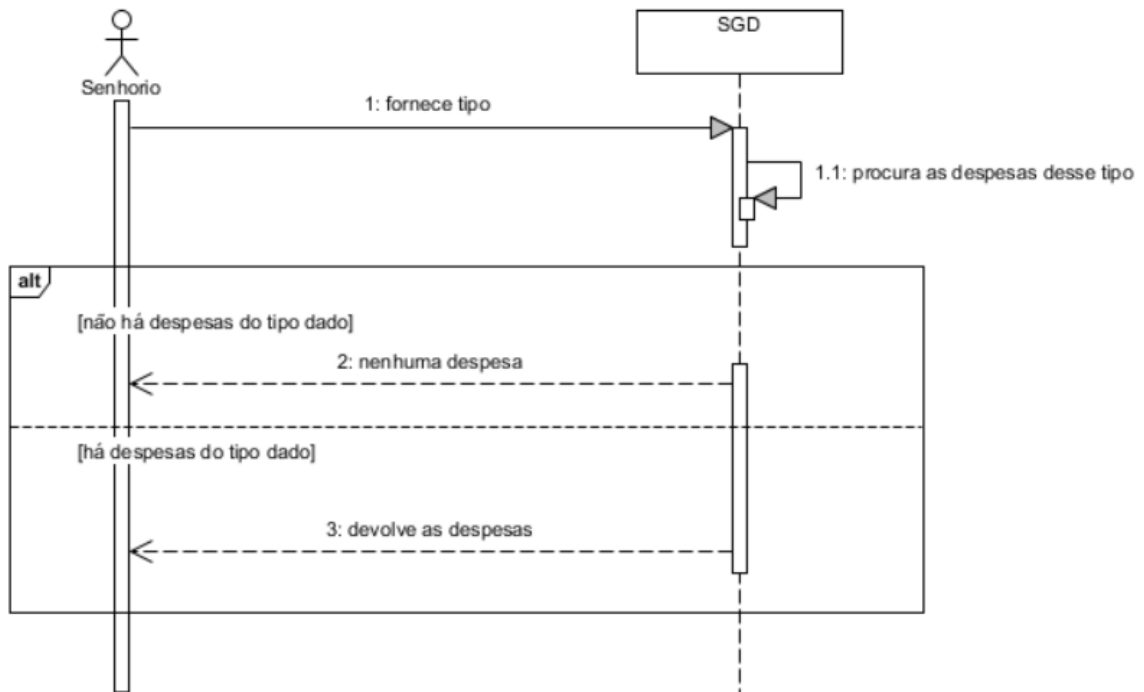 SGD
Senhorio
1: fornece tipo
1.1: procura as despesas desse tipo
alt
[não há despesas do tipo dado]
2: nenhuma despesa
[há despesas do tipo dado]
3: devolve as despesas